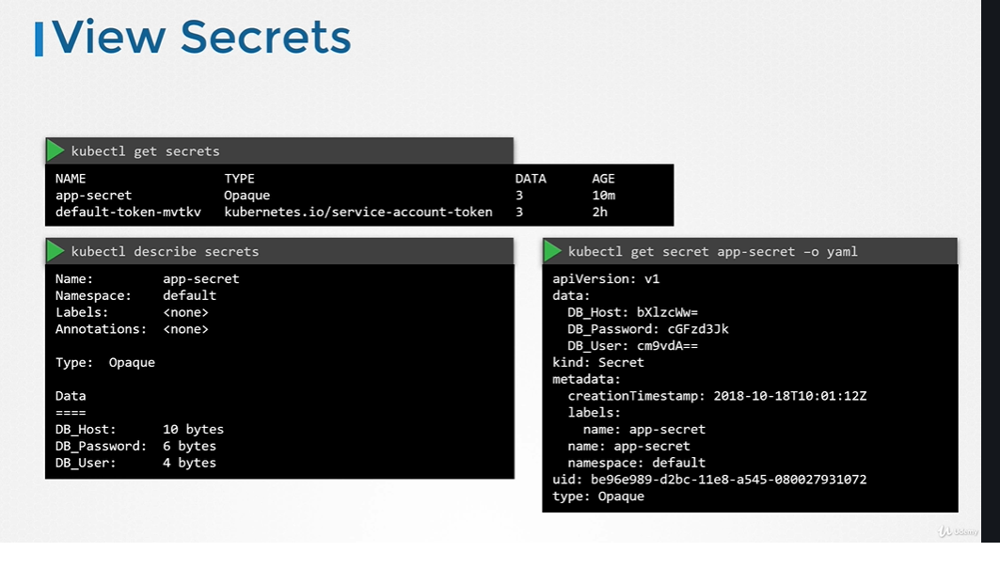 View Secrets
kubectl get secrets
NAME TYPE DATA AGE
app-secret Opaque 3 10m
default-token-mvtkv kubernetes.io/service-account-token 3 2h
kubectl describe secrets
Name: app-secret
Namespace: default
Labels: <none>
Annotations: <none>
Type: Opaque
Data
====
DB_Host: 10 bytes
DB_Password: 6 bytes
DB_User: 4 bytes
kubectl get secret app-secret –o yaml
apiVersion: v1
data:
DB_Host: bXlzcWw=
DB_Password: cGFzd3Jk
DB_User: cm9vdA==
kind: Secret
metadata:
creationTimestamp: 2018-10-18T10:01:12Z
labels:
name: app-secret
name: app-secret
namespace: default
uid: be96e989-d2bc-11e8-a545-080027931072
type: Opaque
Udemy